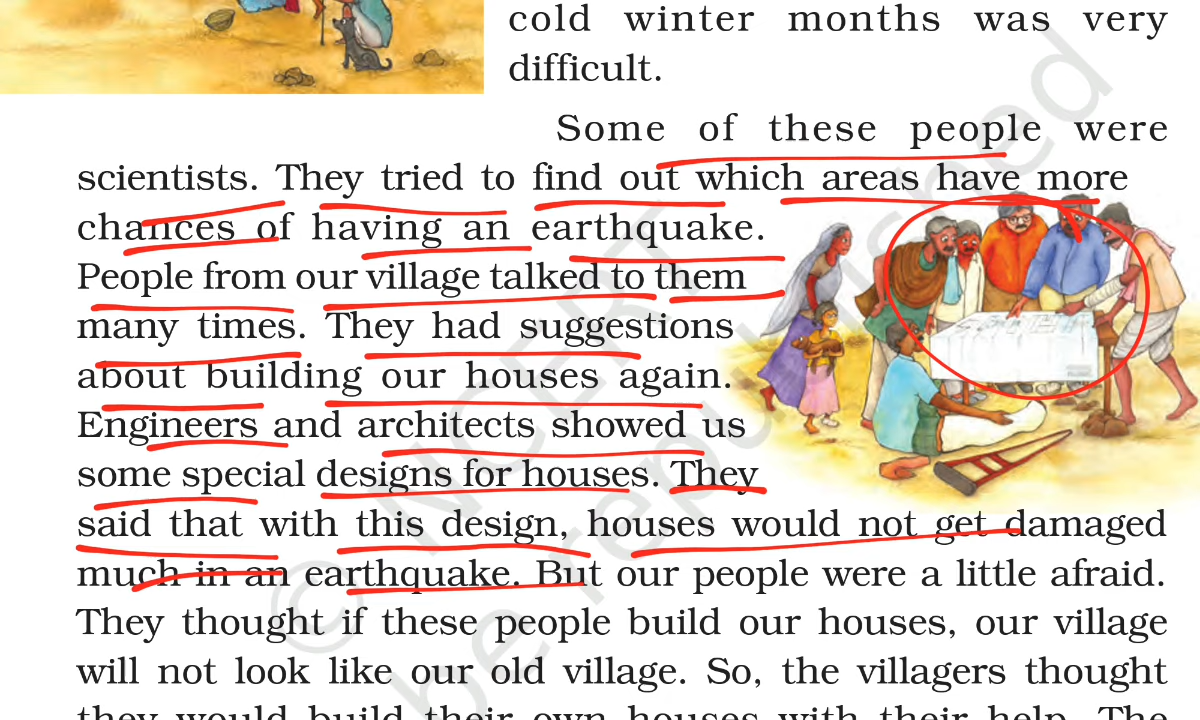 cold winter months was very
difficult.
Some of these people were
scientists. They tried to find out which areas have more
chances of having an earthquake.
People from our village talked to them
many times. They had suggestions
about building our houses again.
Engineers and architects showed us
some special designs for houses. They
said that with this design, houses would not get damaged
much in an earthquake. But our people were a little afraid.
They thought if these people build our houses, our village
will not look like our old village. So, the villagers thought
they would build their own houses with their help. The
© NCERT
be republished